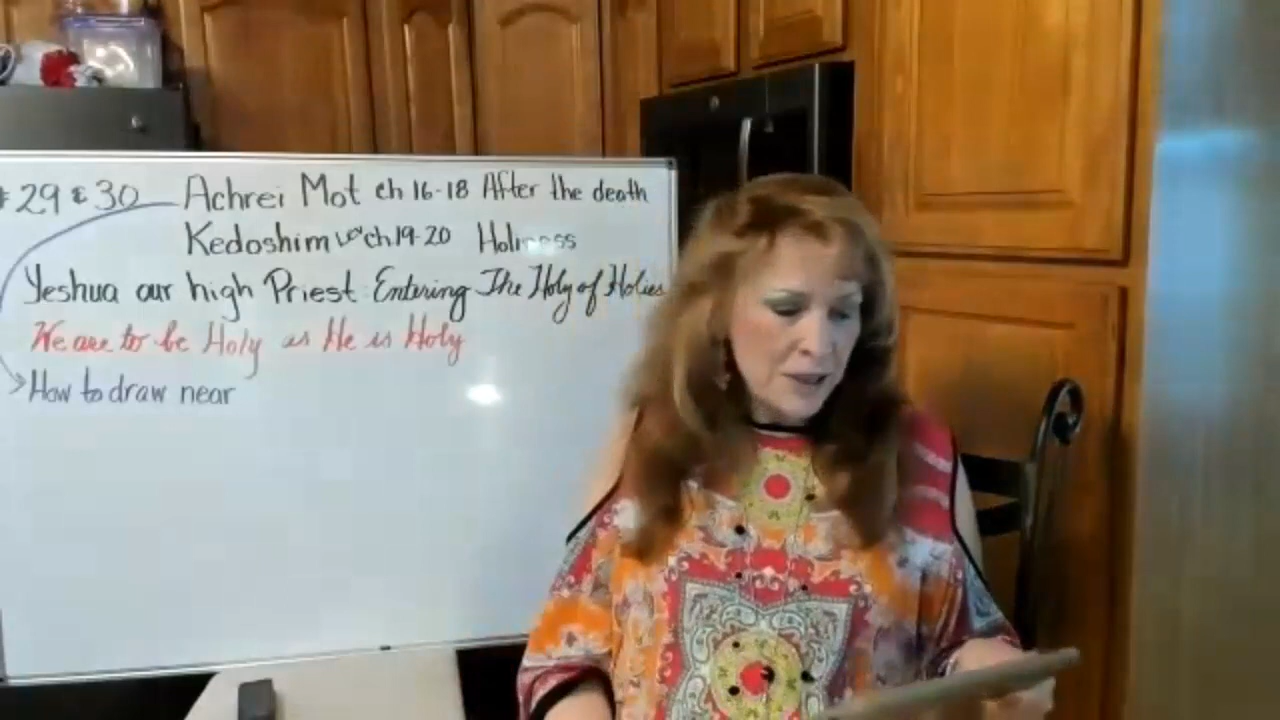 #29 & 30 Achrei Mot ch 16-18 After the death
Kedoshim Lev ch 19-20 Holiness
Yeshua our high Priest Entering The Holy of Holies
We are to be Holy as He is Holy
> How to draw near